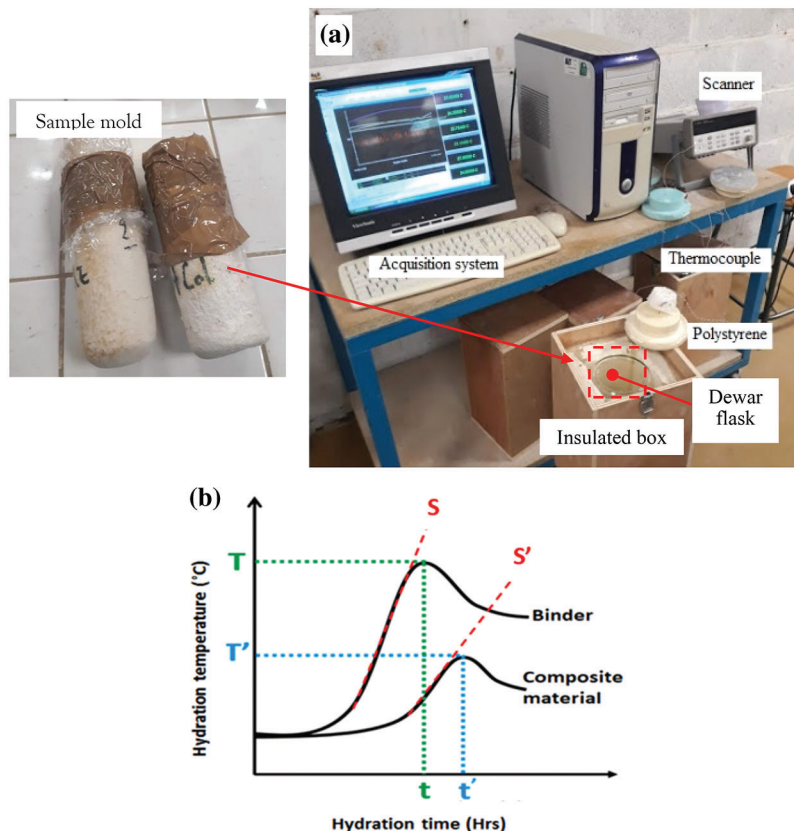 (a)
Sample mold
Scanner
Acquisition system
Thermocouple
Polystyrene
Dewar
flask
Insulated box
Col
(b)
S
S’
T
T’
Hydration temperature (°C)
Binder
Composite
material
t
t’
Hydration time (Hrs)